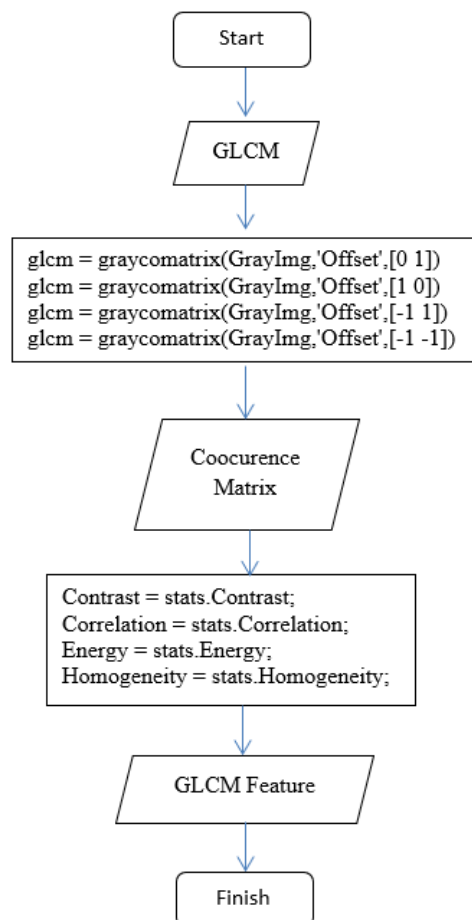 Start
GLCM
glcm = graycomatrix(GrayImg,'Offset',[0 1])
glcm = graycomatrix(GrayImg,'Offset',[1 0])
glcm = graycomatrix(GrayImg,'Offset',[-1 1])
glcm = graycomatrix(GrayImg,'Offset',[-1 -1])
Coocurence
Matrix
Contrast = stats.Contrast;
Correlation = stats.Correlation;
Energy = stats.Energy;
Homogeneity = stats.Homogeneity;
GLCM Feature
Finish